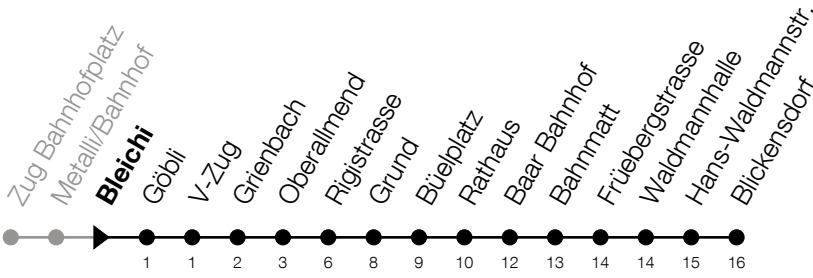 Zug Bahnhofplatz
Metalli/Bahnhof
Bleichi
Göbli
V-Zug
Grienbach
Oberallmend
Rigistrasse
Grund
Büelplatz
Rathaus
Baar Bahnhof
Bahnmatt
Früebergstrasse
Waldmannhalle
Hans-Waldmannstr.
Blickensdorf
1 1 2 3 6 8 9 10 12 13 14 14 15 16